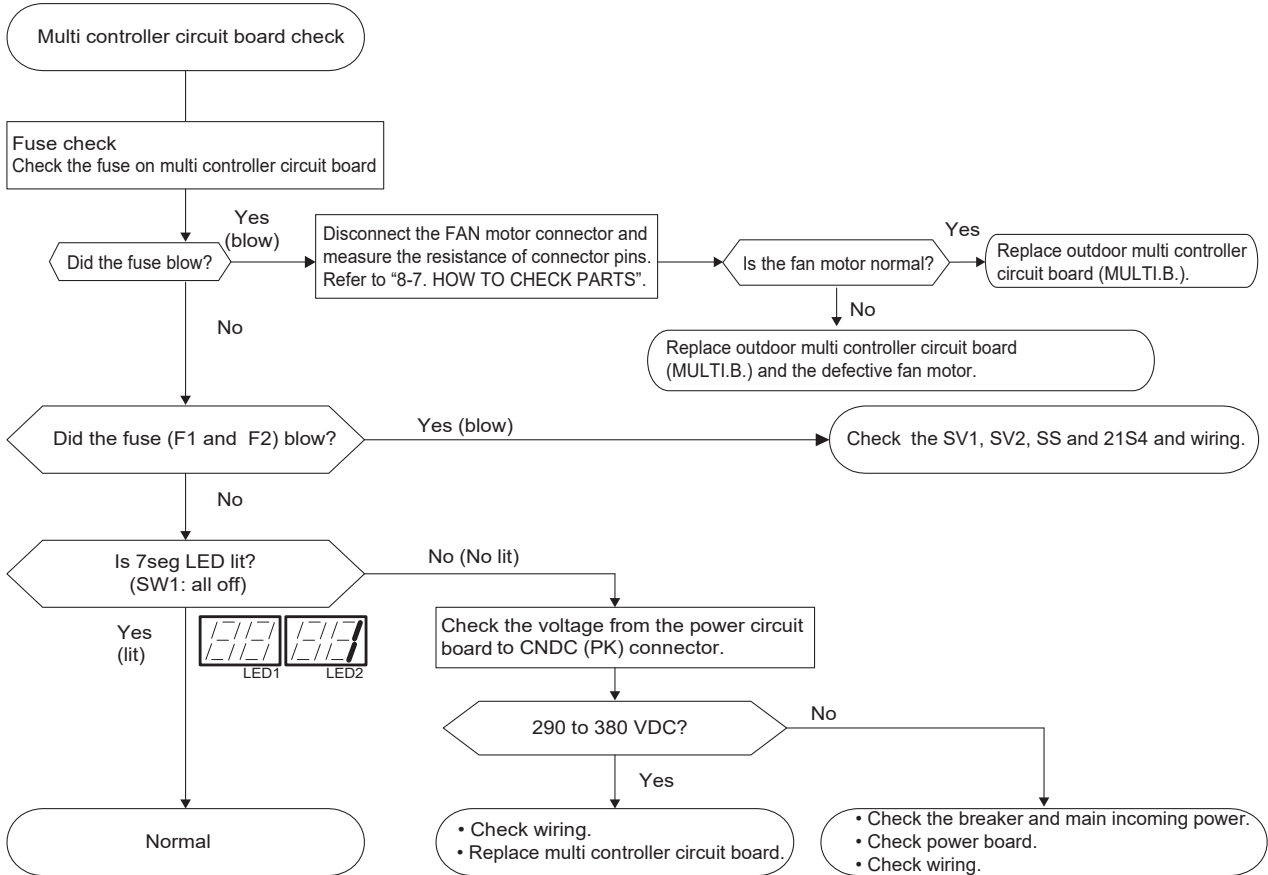 Multi controller circuit board check
Fuse check
Check the fuse on multi controller circuit board
Did the fuse blow?
Yes
(blow)
Disconnect the FAN motor connector and
measure the resistance of connector pins.
Refer to “8-7. HOW TO CHECK PARTS”.
Is the fan motor normal?
Yes
Replace outdoor multi controller
circuit board (MULTI.B.).
No
Replace outdoor multi controller circuit board
(MULTI.B.) and the defective fan motor.
No
Did the fuse (F1 and F2) blow?
Yes (blow)
Check the SV1, SV2, SS and 21S4 and wiring.
No
Is 7seg LED lit?
(SW1: all off)
No (No lit)
Yes
(lit)
LED1
LED2
Check the voltage from the power circuit
board to CNDC (PK) connector.
290 to 380 VDC?
No
Yes
Normal
• Check wiring.
• Replace multi controller circuit board.
• Check the breaker and main incoming power.
• Check power board.
• Check wiring.